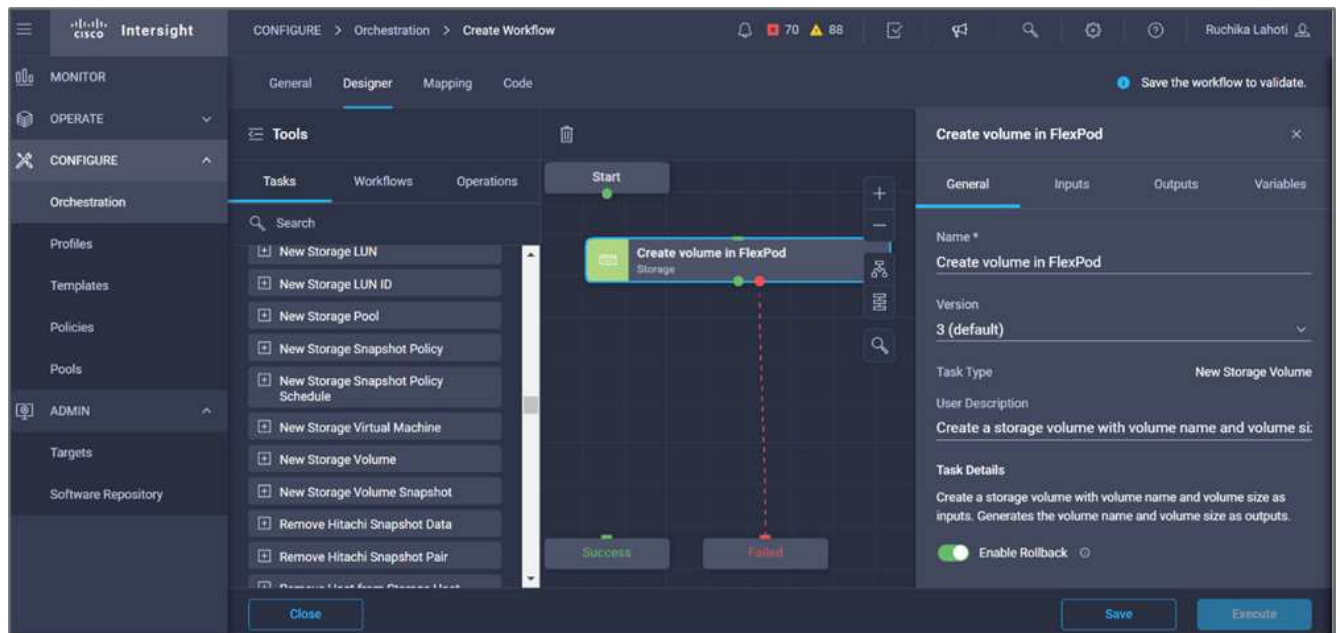 cisco Intersight
CONFIGURE > Orchestration > Create Workflow
70 88
Ruchika Lahoti
MONITOR
OPERATE
CONFIGURE
Orchestration
Profiles
Templates
Policies
Pools
ADMIN
Targets
Software Repository
General Designer Mapping Code
Save the workflow to validate.
Tools
Tasks Workflows Operations
Search
New Storage LUN
New Storage LUN ID
New Storage Pool
New Storage Snapshot Policy
New Storage Snapshot Policy
Schedule
New Storage Virtual Machine
New Storage Volume
New Storage Volume Snapshot
Remove Hitachi Snapshot Data
Remove Hitachi Snapshot Pair
Start
Create volume in FlexPod
Storage
Success
Failed
Create volume in FlexPod
General Inputs Outputs Variables
Name *
Create volume in FlexPod
Version
3 (default)
Task Type New Storage Volume
User Description
Create a storage volume with volume name and volume si
Task Details
Create a storage volume with volume name and volume size as
inputs. Generates the volume name and volume size as outputs.
Enable Rollback
Close
Save
Execute